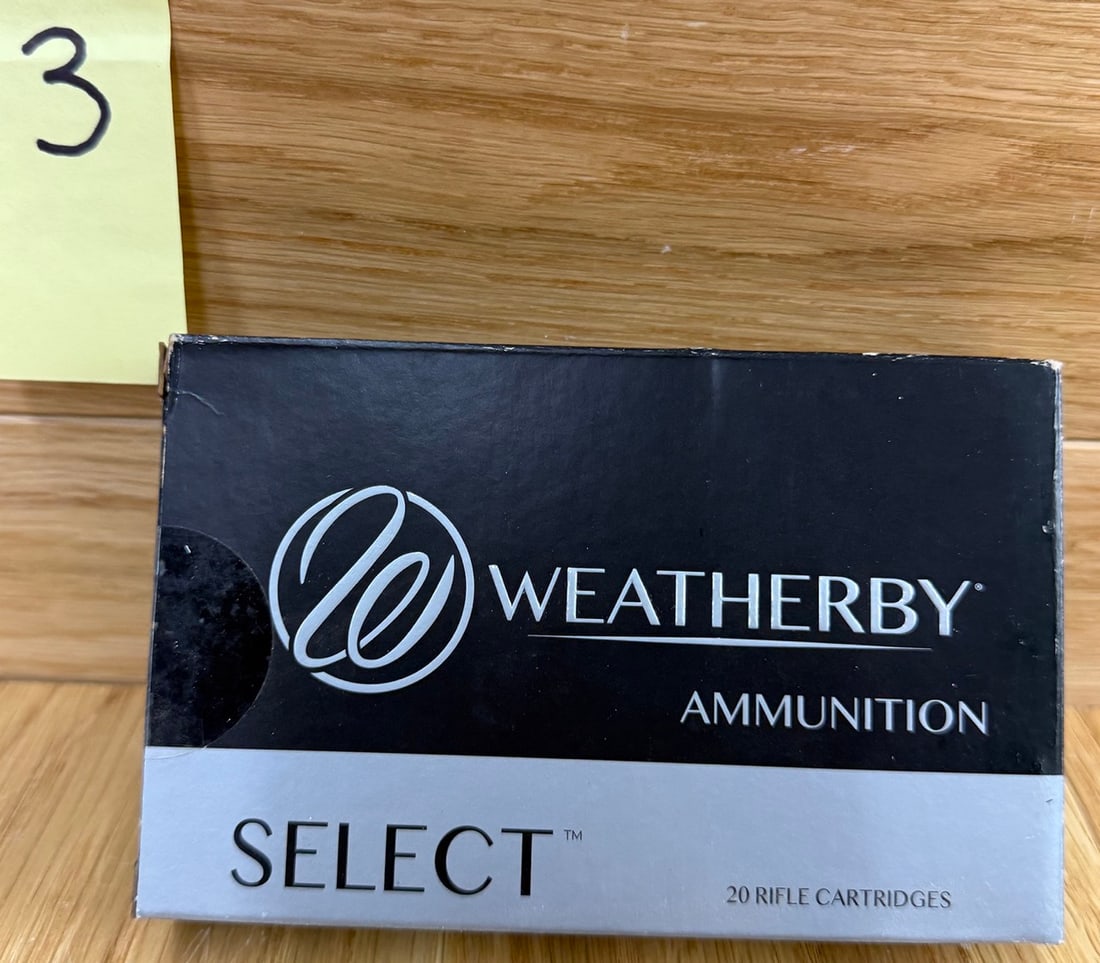 3
WEATHERBY®
AMMUNITION
SELECT™
20 RIFLE CARTRIDGES